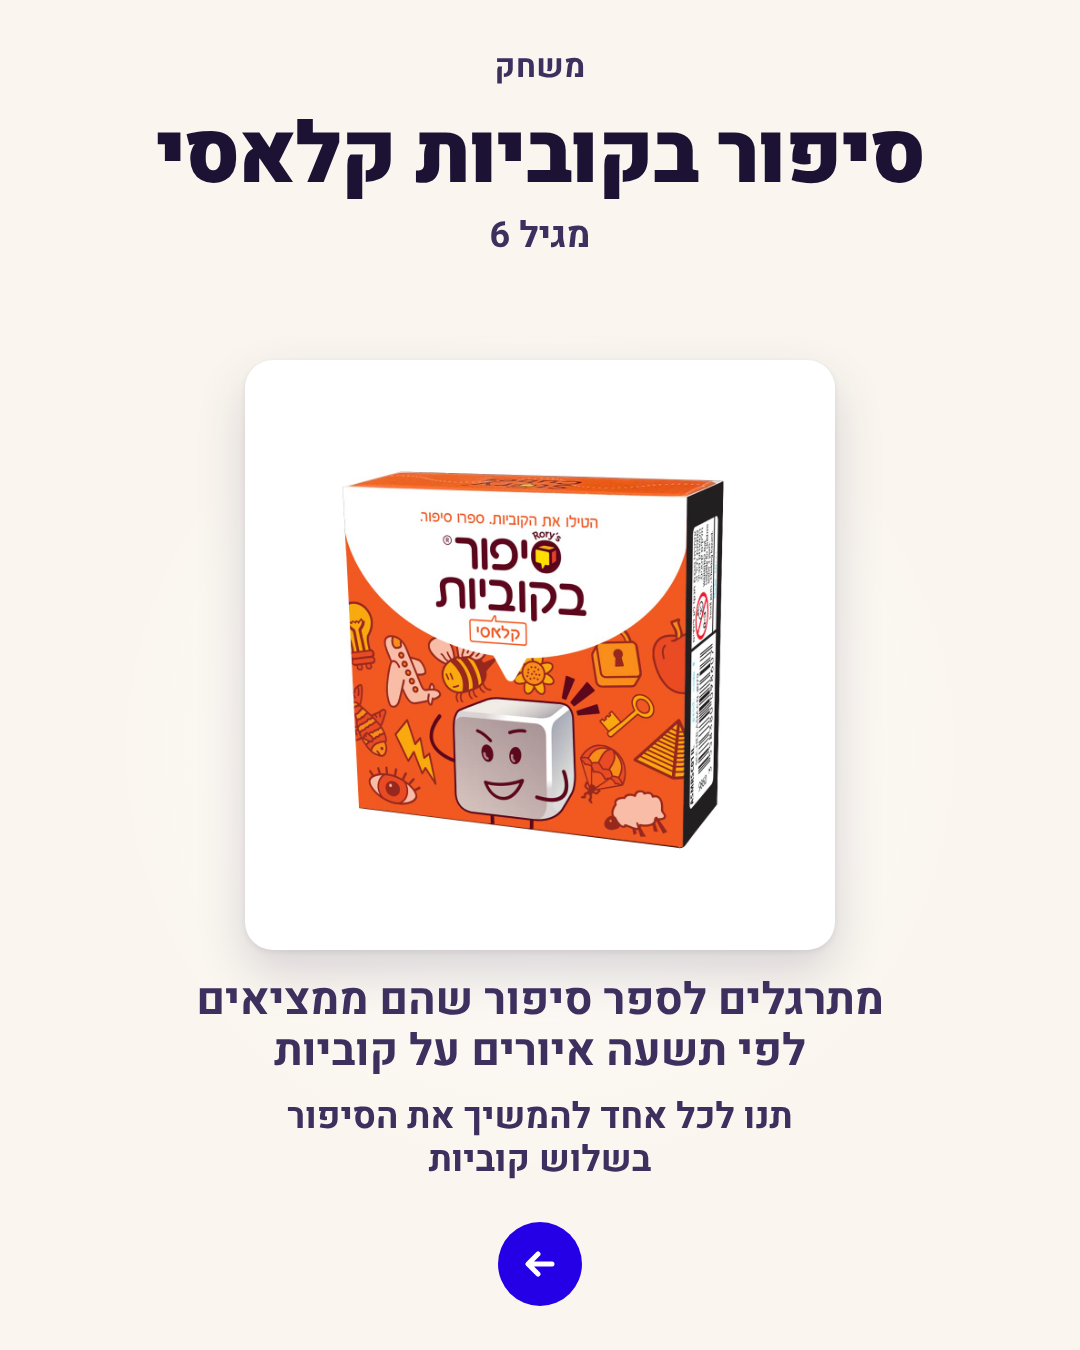 משחק
סיפור בקוביות קלאסי
מגיל 6
הטילו את הקוביות. ספרו סיפור.
Rory's
סיפור®
בקוביות
קלאסי
מתרגלים לספר סיפור שהם ממציאים
לפי תשעה איורים על קוביות
תנו לכל אחד להמשיך את הסיפור
בשלוש קוביות